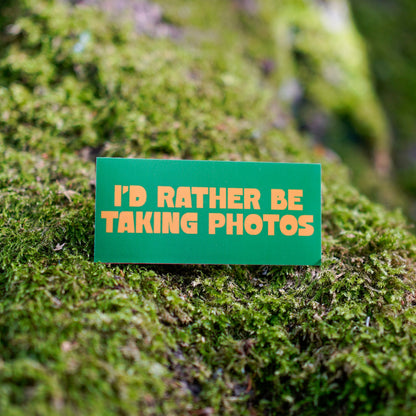 I'D RATHER BE
TAKING PHOTOS